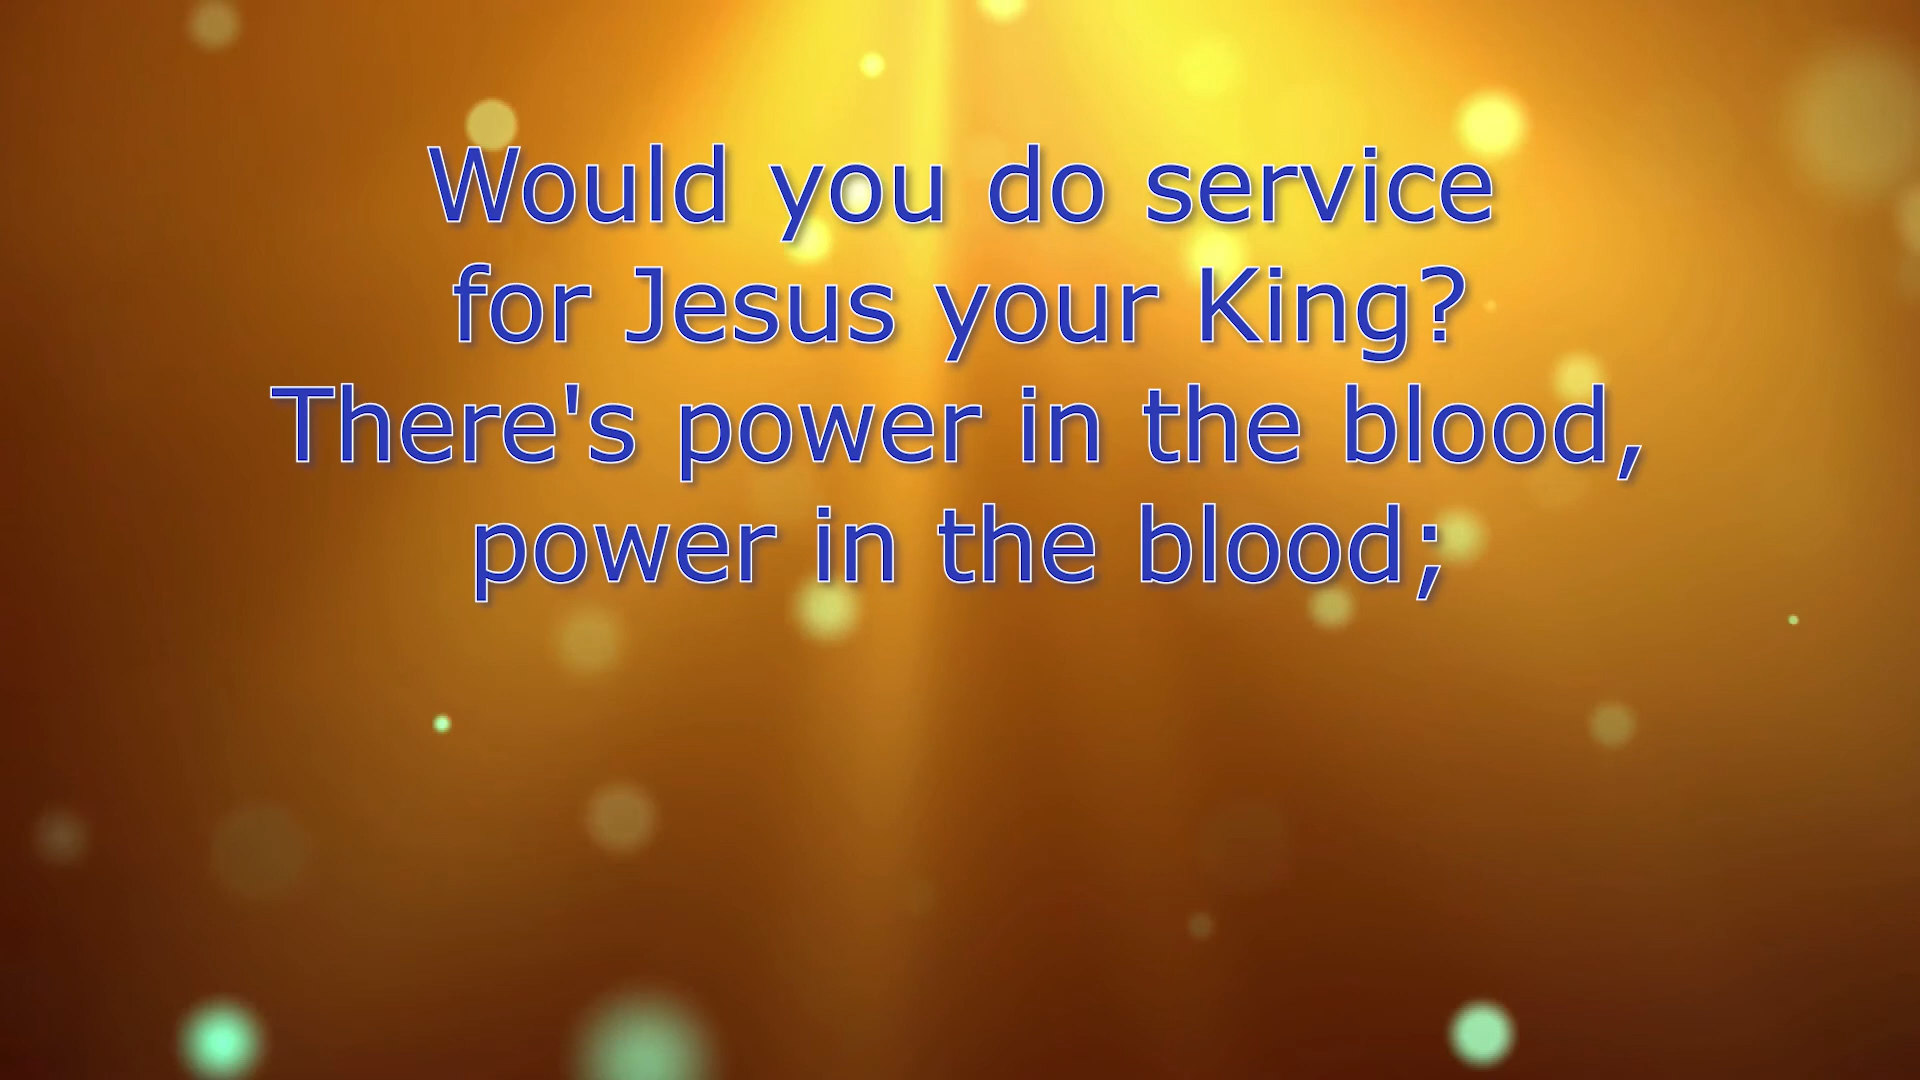 Would you do service
for Jesus your King?
There's power in the blood,
power in the blood;